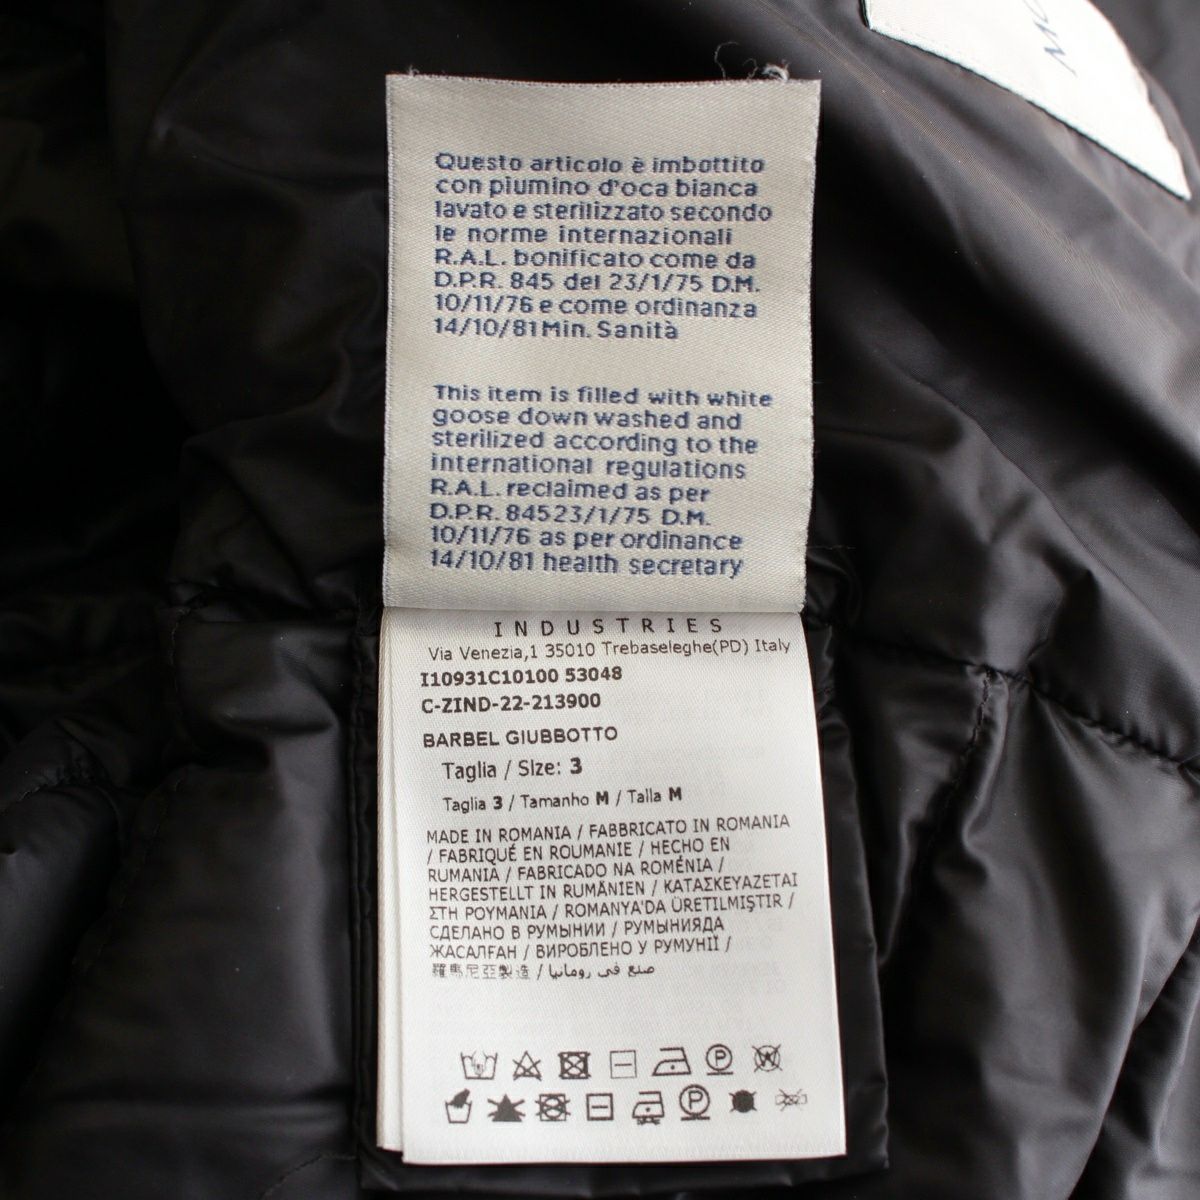 MO
Questo articolo è imbottito
con piumino d'oca bianca
lavato e sterilizzato secondo
le norme internazionali
R.A.L. bonificato come da
D.P.R. 845 del 23/1/75 D.M.
10/11/76 e come ordinanza
14/10/81 Min. Sanità
This item is filled with white
goose down washed and
sterilized according to the
international regulations
R.A.L. reclaimed as per
D.P.R. 84523/1/75 D.M.
10/11/76 as per ordinance
14/10/81 health secretary
INDUSTRIES
Via Venezia,1 35010 Trebaseleghe(PD) Italy
I10931C10100 53048
C-ZIND-22-213900
BARBEL GIUBBOTTO
Taglia / Size: 3
Taglia 3 / Tamanho M / Talla M
MADE IN ROMANIA / FABBRICATO IN ROMANIA
/ FABRIQUÉ EN ROUMANIE / HECHO EN
RUMANIA / FABRICADO NA ROMÉNIA /
HERGESTELLT IN RUMÄNIEN / ΚΑΤΑΣΚΕΥΑΖΕΤΑΙ
ΣΤΗ ΡΟΥΜΑΝΙΑ / ROMANYA'DA ÜRETILMIŞTIR /
СДЕЛАНО В РУМЫНИИ / РУМЫНИЯДА
ЖАСАЛҒАН / ВИРОБЛЕНО У РУМУНІЇ /
羅馬尼亞製造 / صنع في رومانيا
P W
P